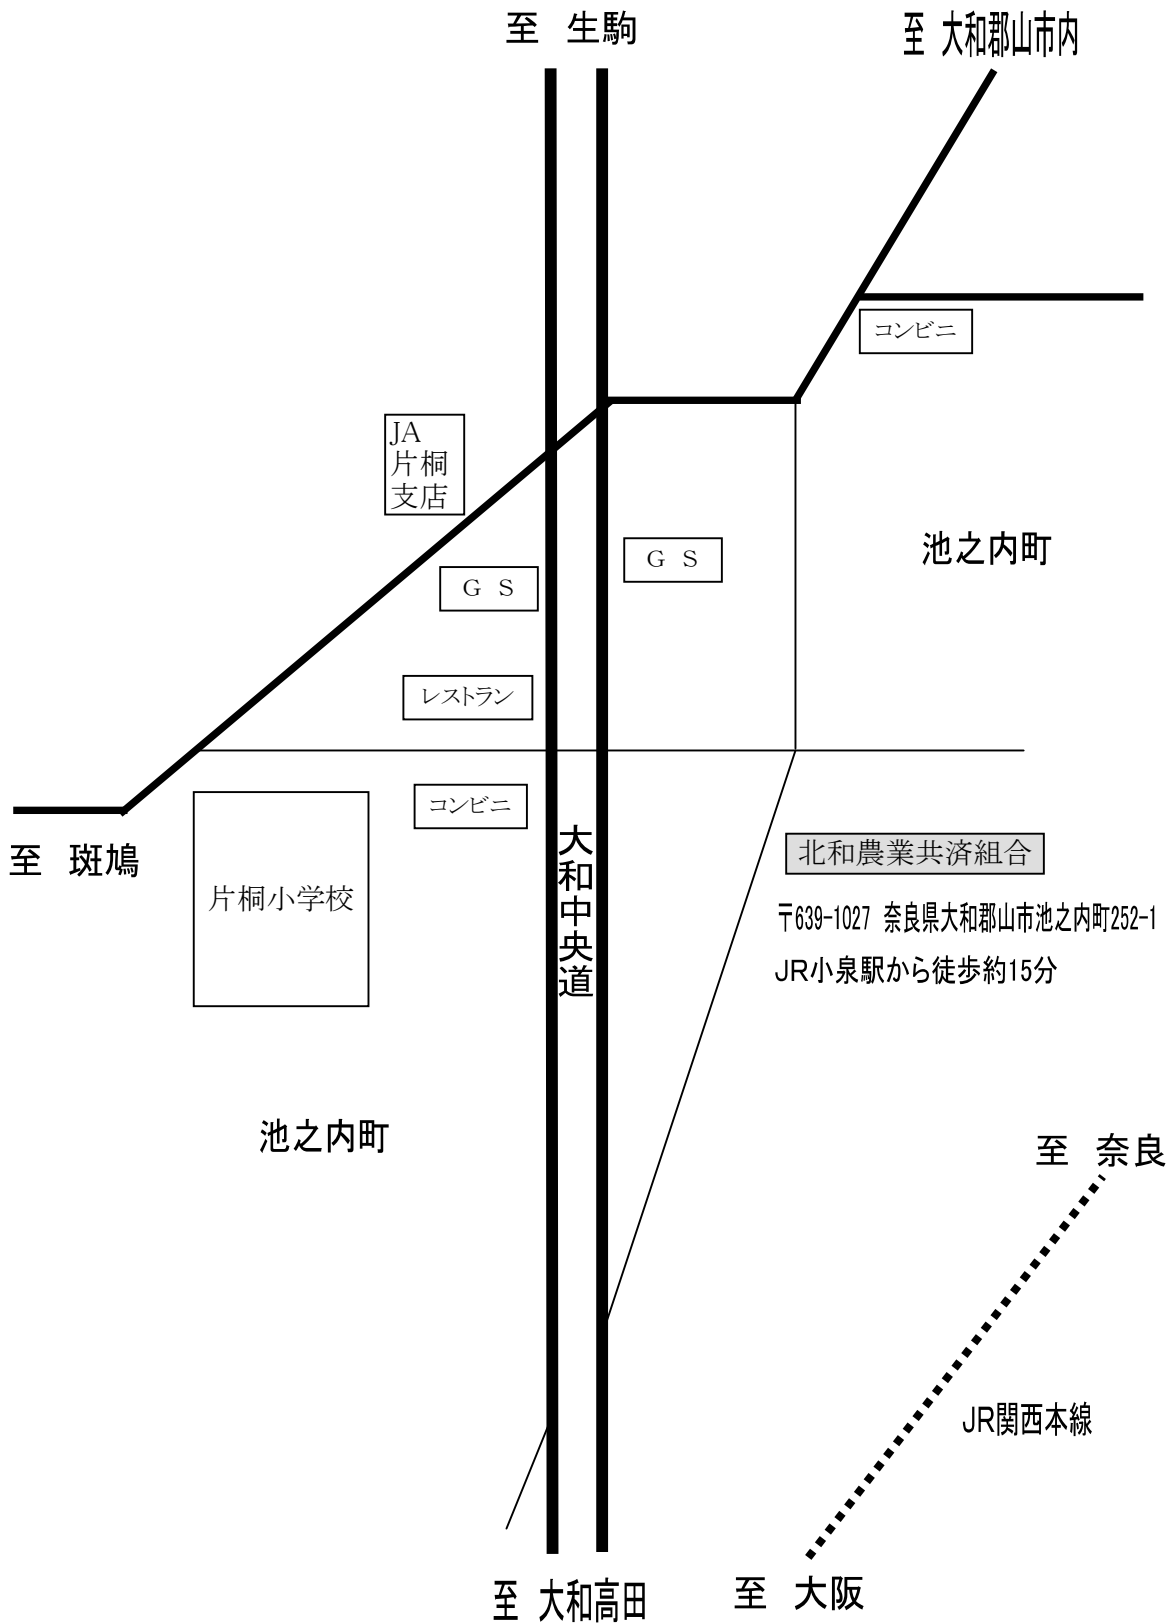 至　生駒
至　大和郡山市内
コンビニ
JA
片桐
支店
Ｇ　Ｓ
池之内町
Ｇ　Ｓ
レストラン
コンビニ
大和中央道
至　斑鳩
片桐小学校
北和農業共済組合
〒639-1027 奈良県大和郡山市池之内町252-1
JR小泉駅から徒歩約15分
池之内町
至　奈良
JR関西本線
至　大和高田
至　大阪